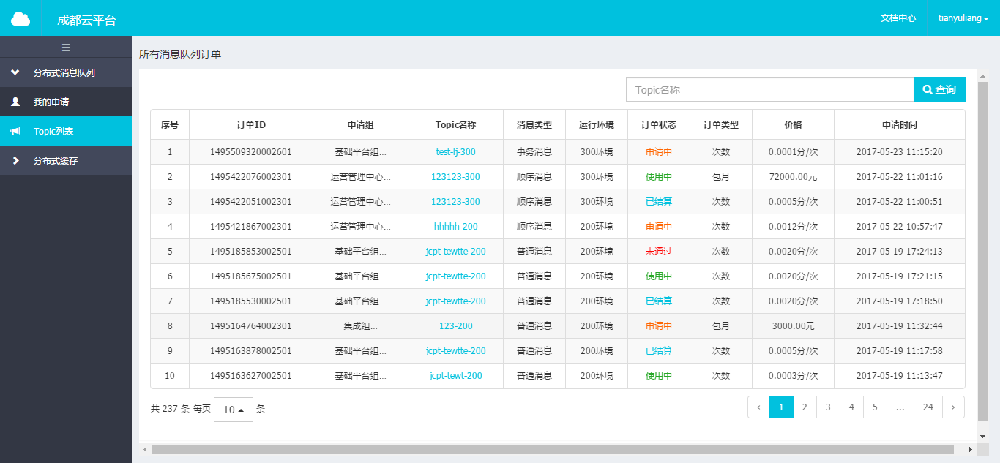 成都云平台 文档中心 tianyuliang
分布式消息队列
我的申请
Topic列表
分布式缓存
所有消息队列订单
Topic名称 查询
序号 订单ID 申请组 Topic名称 消息类型 运行环境 订单状态 订单类型 价格 申请时间
1 1495509320002601 基础平台组... test-lj-300 事务消息 300环境 申请中 次数 0.0001分/次 2017-05-23 11:15:20
2 1495422076002301 运营管理中心... 123123-300 顺序消息 300环境 使用中 包月 72000.00元 2017-05-22 11:01:16
3 1495422051002301 运营管理中心... 123123-300 顺序消息 300环境 已结算 次数 0.0005分/次 2017-05-22 11:00:51
4 1495421867002301 运营管理中心... hhhhh-200 顺序消息 200环境 申请中 次数 0.0012分/次 2017-05-22 10:57:47
5 1495185853002501 基础平台组... jcpt-tewtte-200 普通消息 200环境 未通过 次数 0.0020分/次 2017-05-19 17:24:13
6 1495185675002501 基础平台组... jcpt-tewtte-200 普通消息 200环境 使用中 次数 0.0020分/次 2017-05-19 17:21:15
7 1495185530002501 基础平台组... jcpt-tewtte-200 普通消息 200环境 已结算 次数 0.0020分/次 2017-05-19 17:18:50
8 1495164764002301 集成组... 123-200 普通消息 200环境 申请中 包月 3000.00元 2017-05-19 11:32:44
9 1495163878002501 基础平台组... jcpt-tewtte-200 普通消息 200环境 已结算 次数 0.0005分/次 2017-05-19 11:17:58
10 1495163627002501 基础平台组... jcpt-tewt-200 普通消息 200环境 使用中 次数 0.0003分/次 2017-05-19 11:13:47
共 237 条 每页 10 条 ‹ 1 2 3 4 5 ... 24 ›